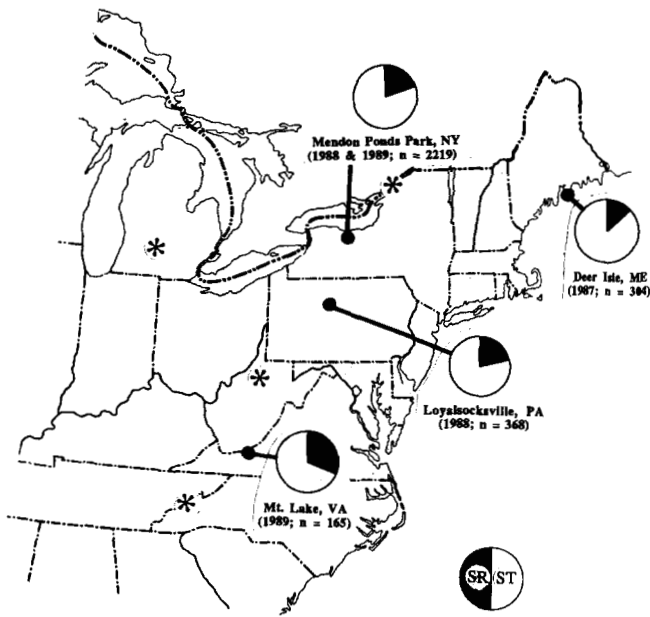 Mendon Ponds Park, NY
(1988 & 1989; n = 2219)
Deer Isle, ME
(1987; n = 304)
Loyalsocksville, PA
(1988; n = 368)
Mt. Lake, VA
(1989; n = 165)
SR ST